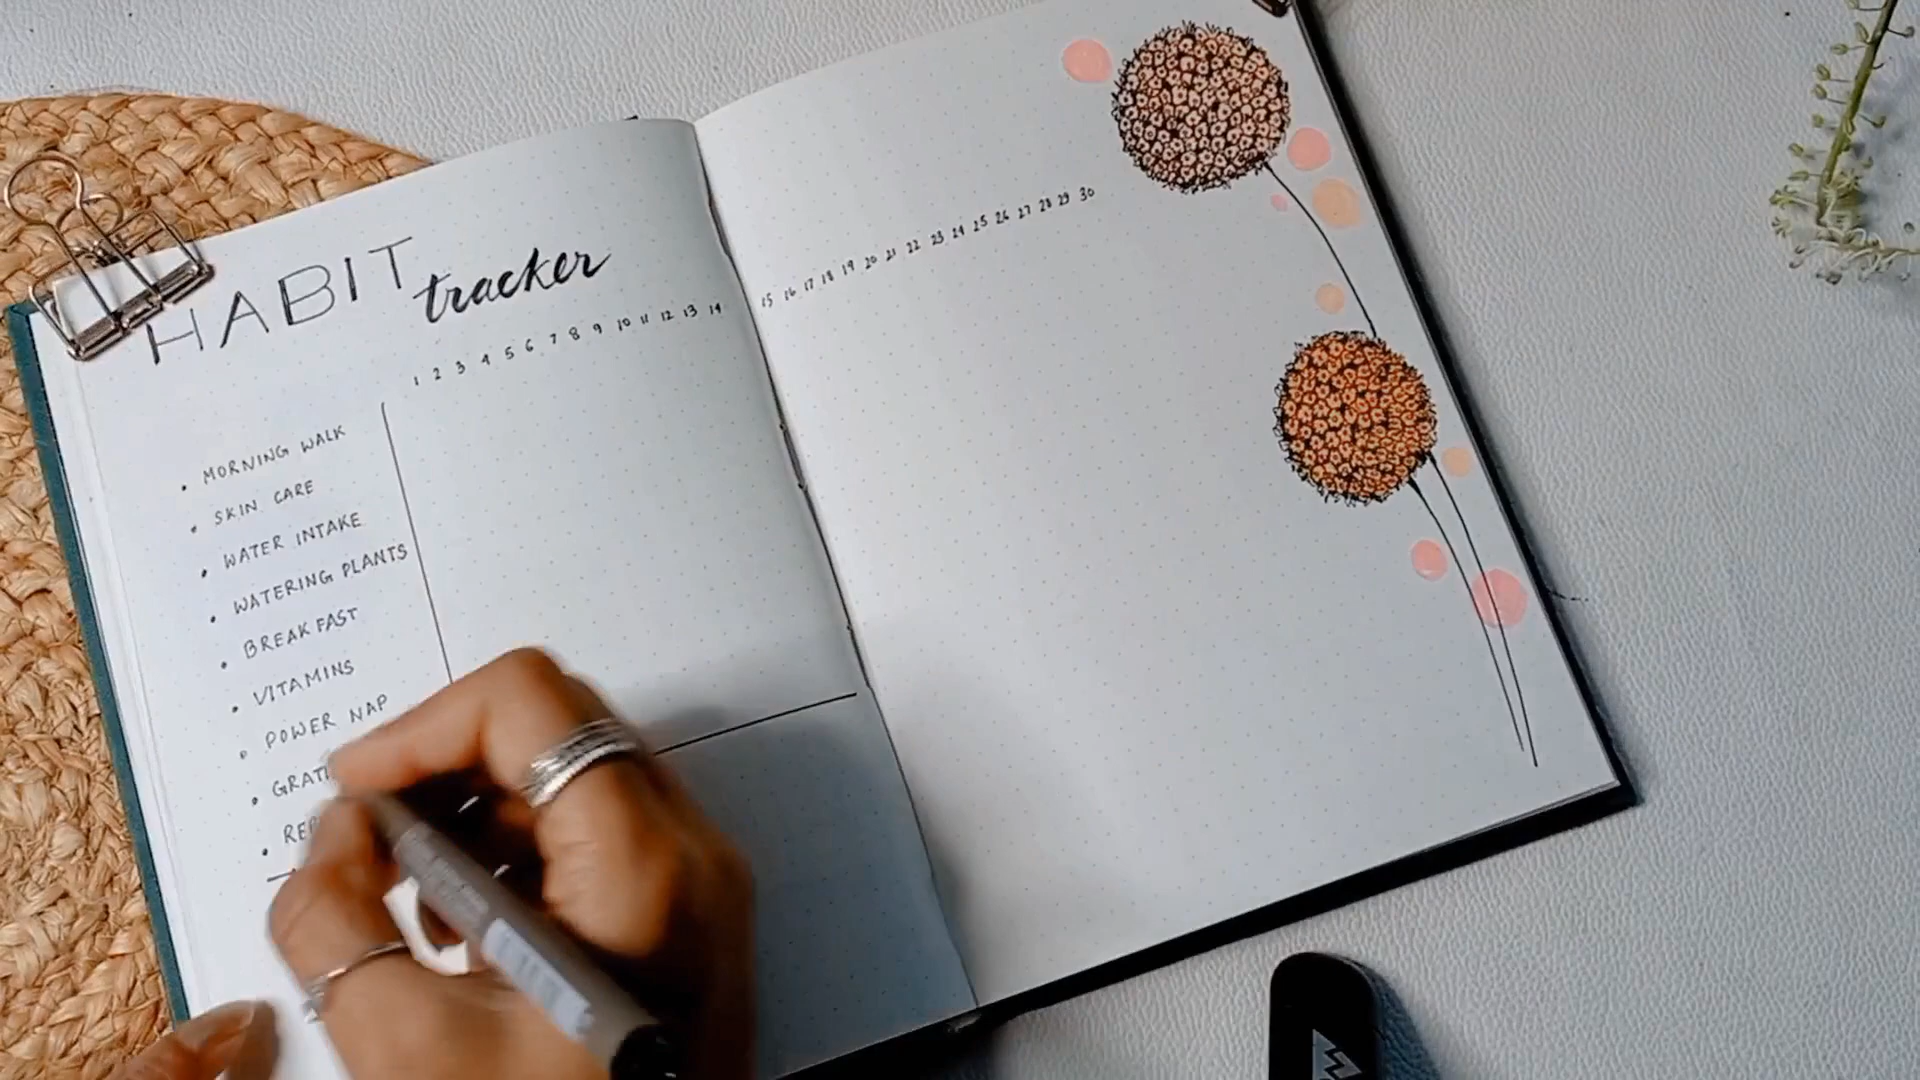 HABIT tracker
1 2 3 4 5 6 7 8 9 10 11 12 13 14 15 16 17 18 19 20 21 22 23 24 25 26 27 28 29 30
• MORNING WALK
• SKIN CARE
• WATER INTAKE
• WATERING PLANTS
• BREAKFAST
• VITAMINS
• POWER NAP